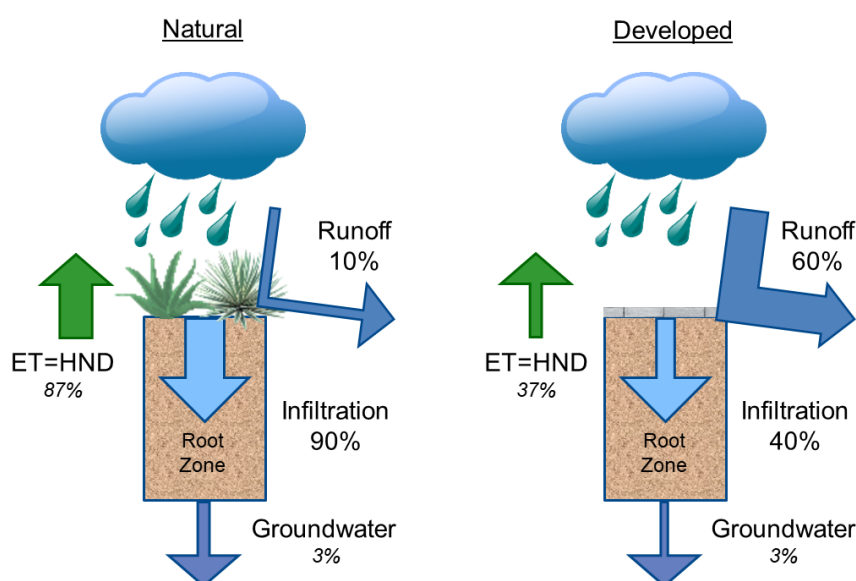 Natural
Runoff
10%
ET=HND
87%
Infiltration
90%
Root
Zone
Groundwater
3%
Developed
Runoff
60%
ET=HND
37%
Infiltration
40%
Root
Zone
Groundwater
3%